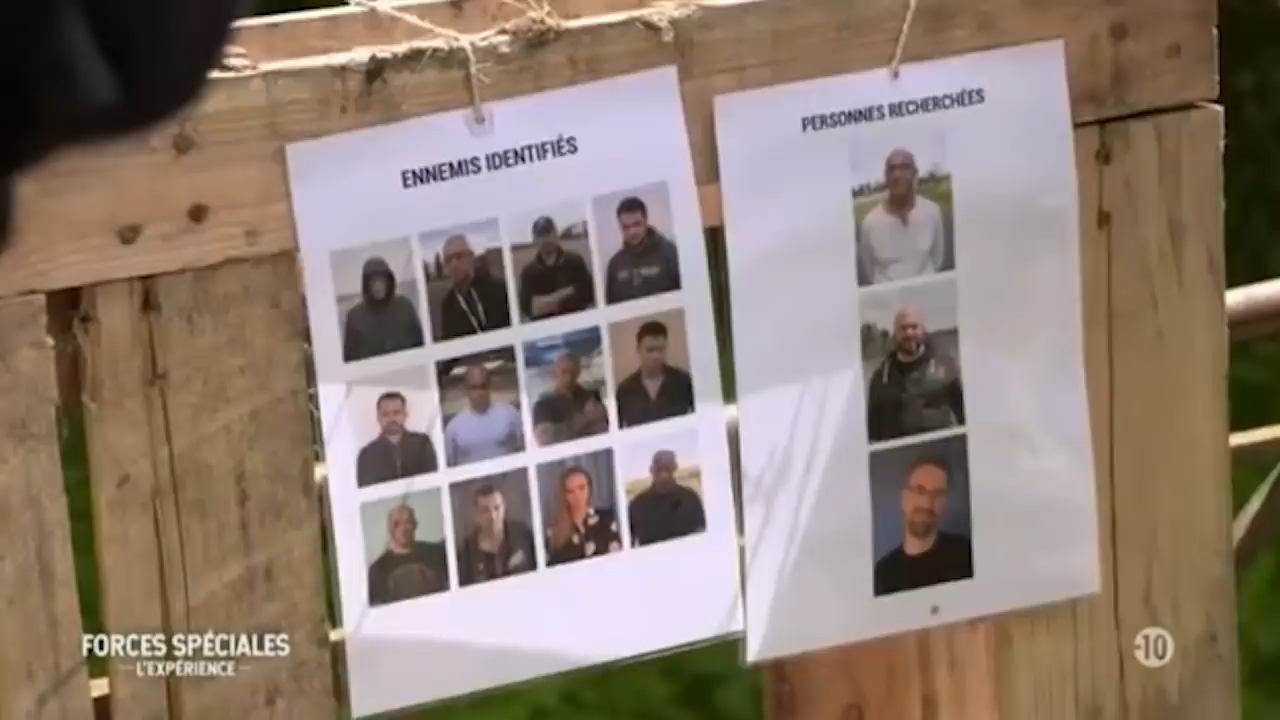 ENNEMIS IDENTIFIÉS
PERSONNES RECHERCHÉES
FORCES SPÉCIALES
L'EXPÉRIENCE
-10